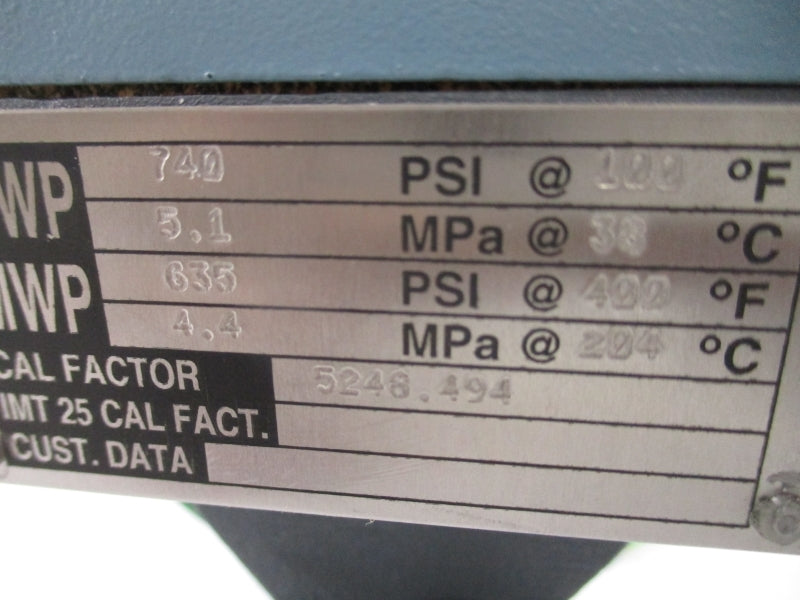 WP 740 PSI @ 100 °F
5.1 MPa @ 38 °C
WP 635 PSI @ 400 °F
4.4 MPa @ 204 °C
CAL FACTOR 5248.494
IMT 25 CAL FACT.
CUST. DATA